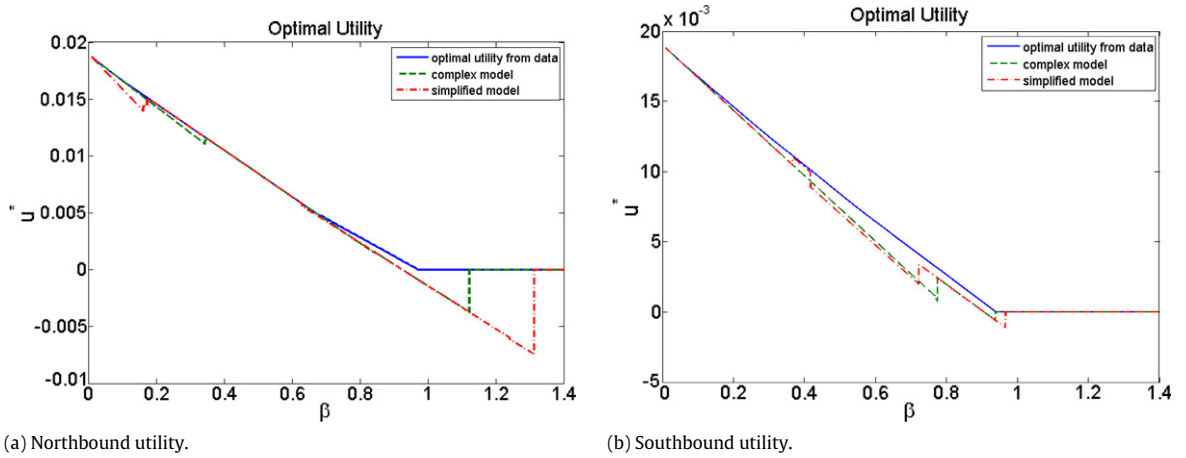 Optimal Utility
0.02
0.015
0.01
0.005
0
-0.005
-0.01
u*
0 0.2 0.4 0.6 0.8 1 1.2 1.4
β
optimal utility from data
complex model
simplified model
(a) Northbound utility.
Optimal Utility
20 x 10⁻³
15
10
5
0
-5
u*
0 0.2 0.4 0.6 0.8 1 1.2 1.4
β
optimal utility from data
complex model
simplified model
(b) Southbound utility.